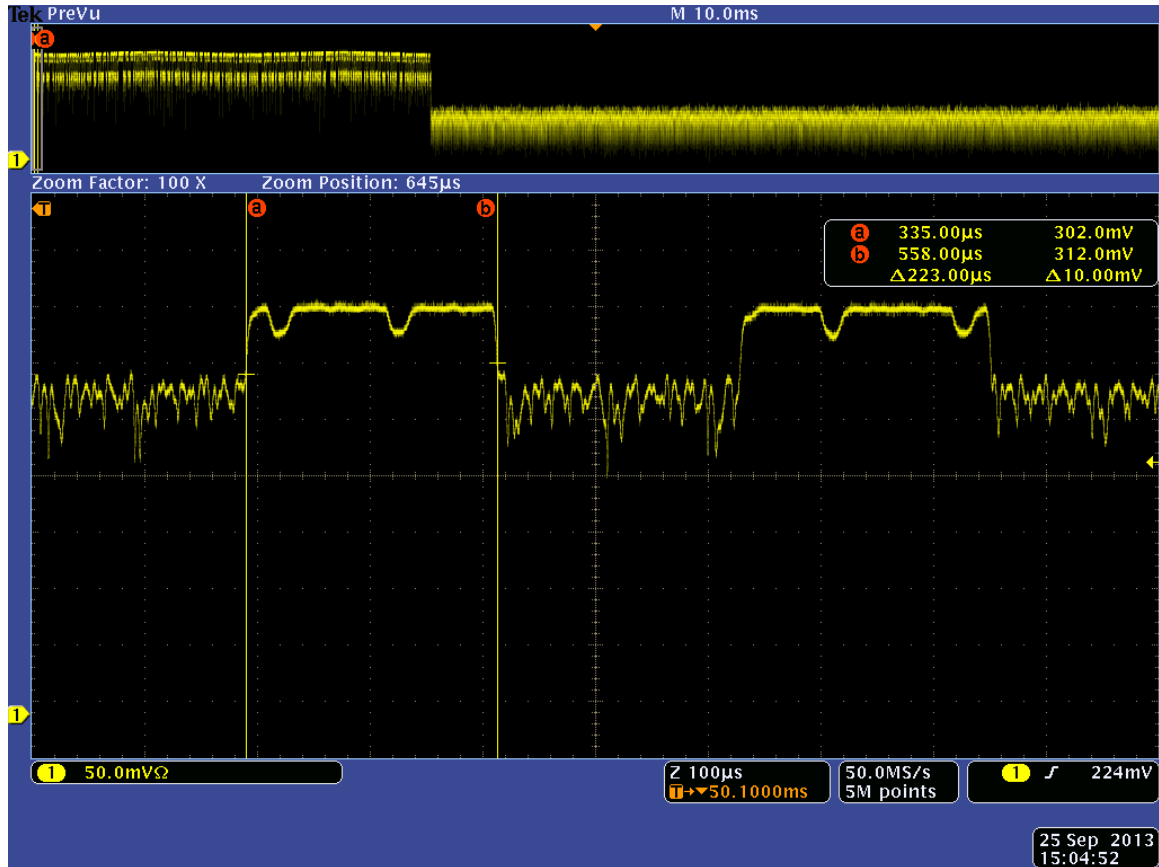 Tek PreVu M 10.0ms
a
1
Zoom Factor: 100 X Zoom Position: 645µs
T a b
a 335.00µs 302.0mV
b 558.00µs 312.0mV
Δ223.00µs Δ10.00mV
1
1 50.0mVΩ
Z 100µs
T→▼50.1000ms
50.0MS/s
5M points
1 ʃ 224mV
25 Sep 2013
15:04:52